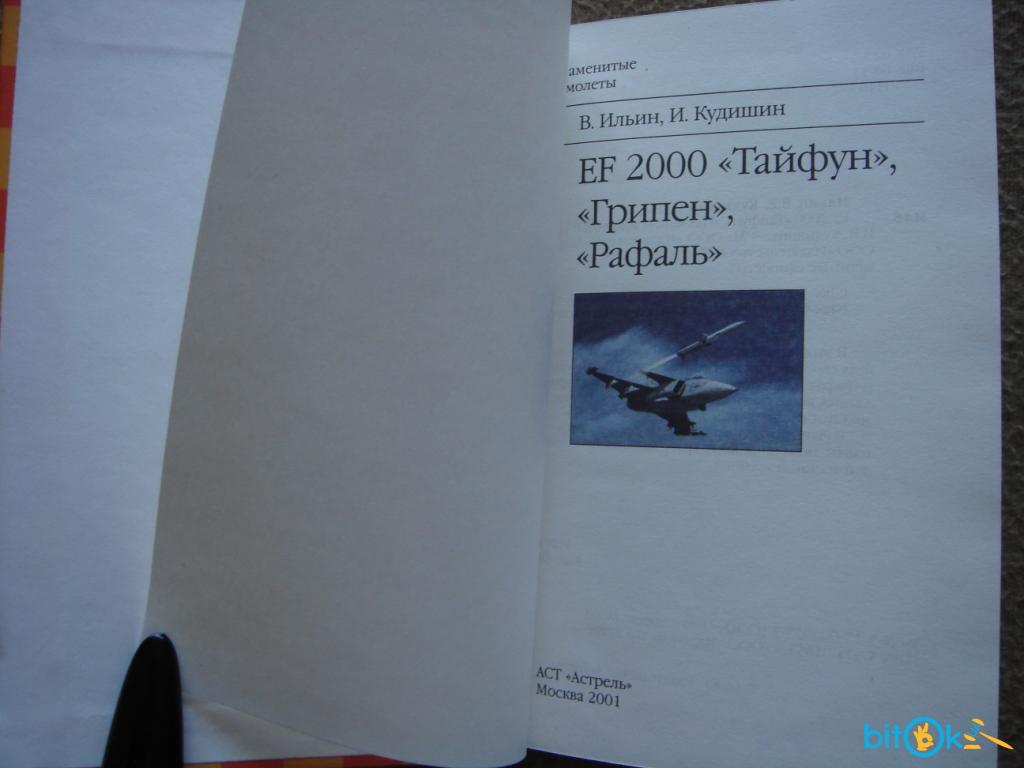 аменитые
молеты
В. Ильин, И. Кудишин
EF 2000 «Тайфун»,
«Грипен»,
«Рафаль»
АСТ «Астрель»
Москва 2001
bitok